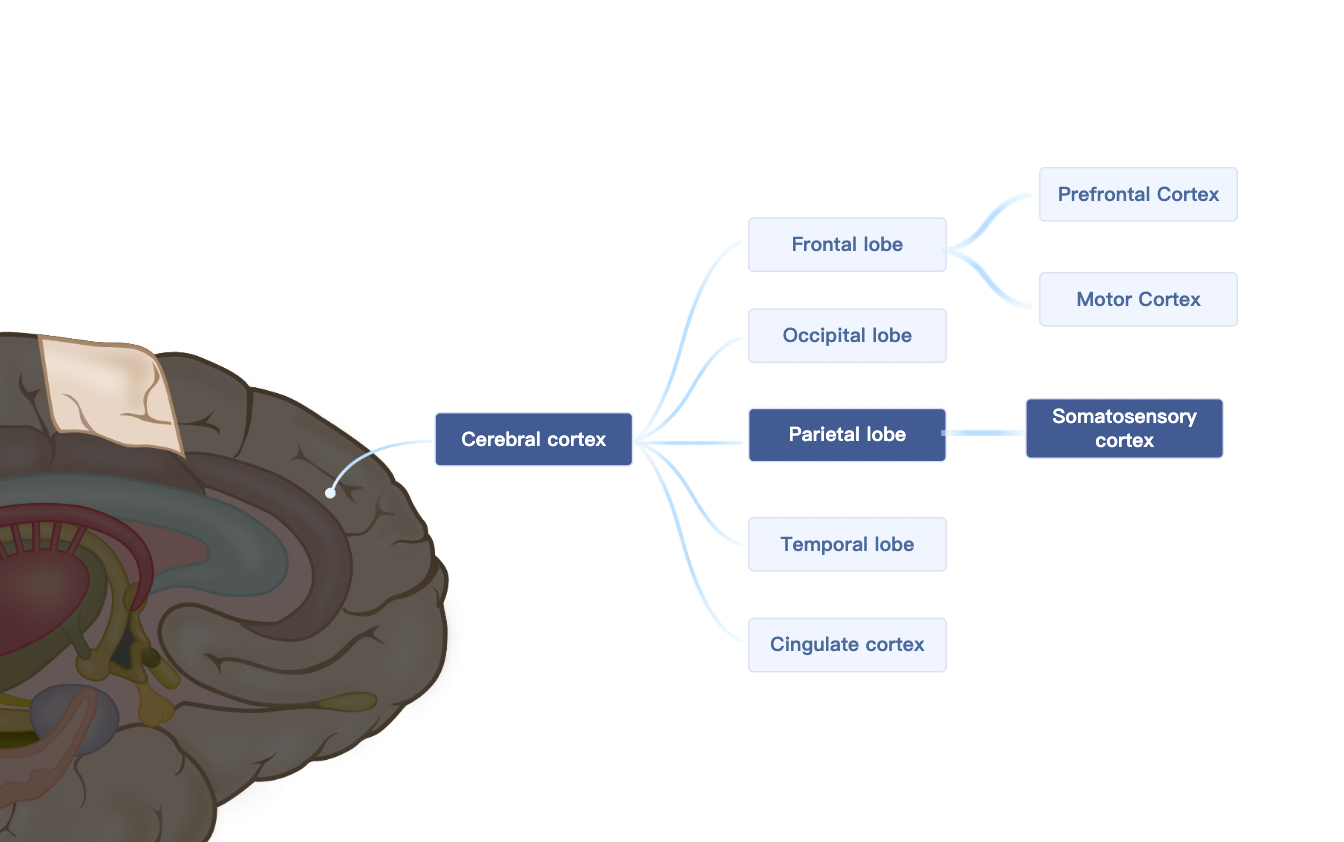 Prefrontal Cortex
Frontal lobe
Motor Cortex
Occipital lobe
Cerebral cortex
Parietal lobe
Somatosensory
cortex
Temporal lobe
Cingulate cortex